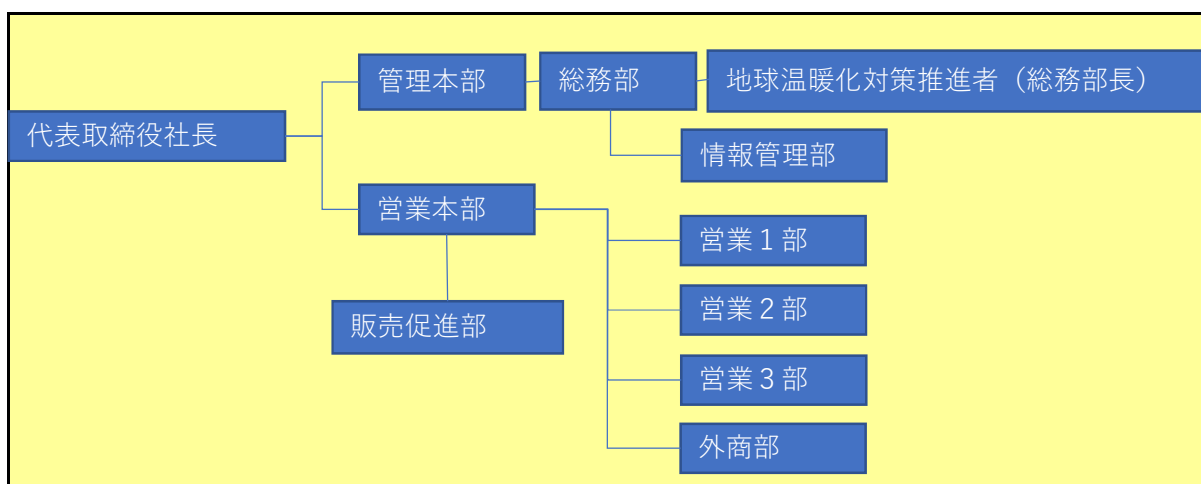 代表取締役社長
管理本部
総務部
地球温暖化対策推進者（総務部長）
情報管理部
営業本部
販売促進部
営業１部
営業２部
営業３部
外商部